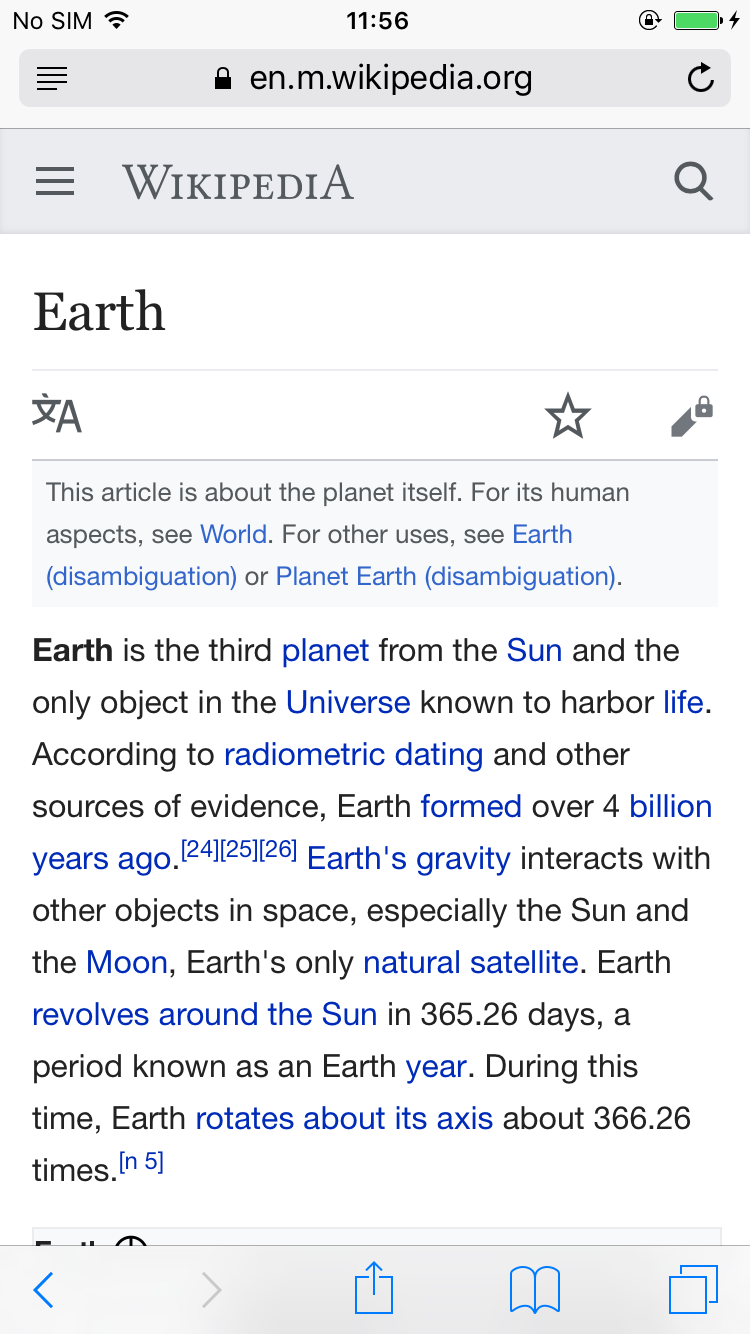 No SIM 11:56
en.m.wikipedia.org
WIKIPEDIA
Earth
文A
This article is about the planet itself. For its human
aspects, see World. For other uses, see Earth
(disambiguation) or Planet Earth (disambiguation).
Earth is the third planet from the Sun and the
only object in the Universe known to harbor life.
According to radiometric dating and other
sources of evidence, Earth formed over 4 billion
years ago.[24][25][26] Earth's gravity interacts with
other objects in space, especially the Sun and
the Moon, Earth's only natural satellite. Earth
revolves around the Sun in 365.26 days, a
period known as an Earth year. During this
time, Earth rotates about its axis about 366.26
times.[n 5]